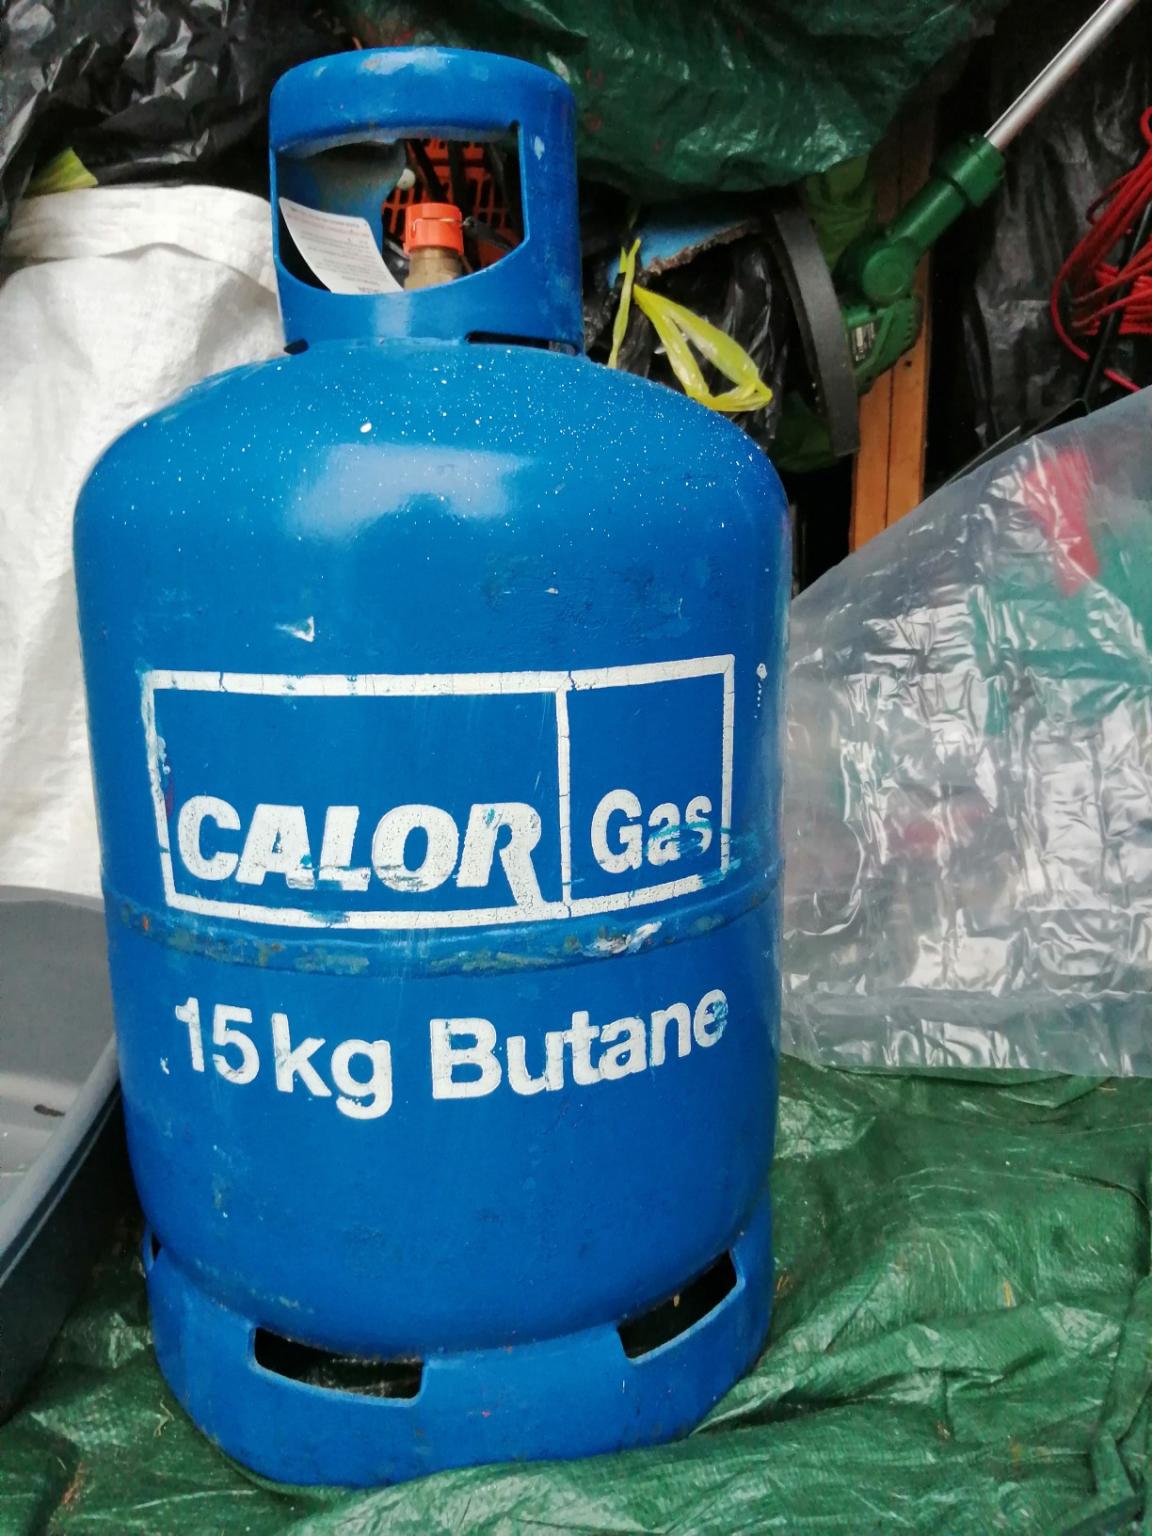 CALOR Gas
15kg Butane